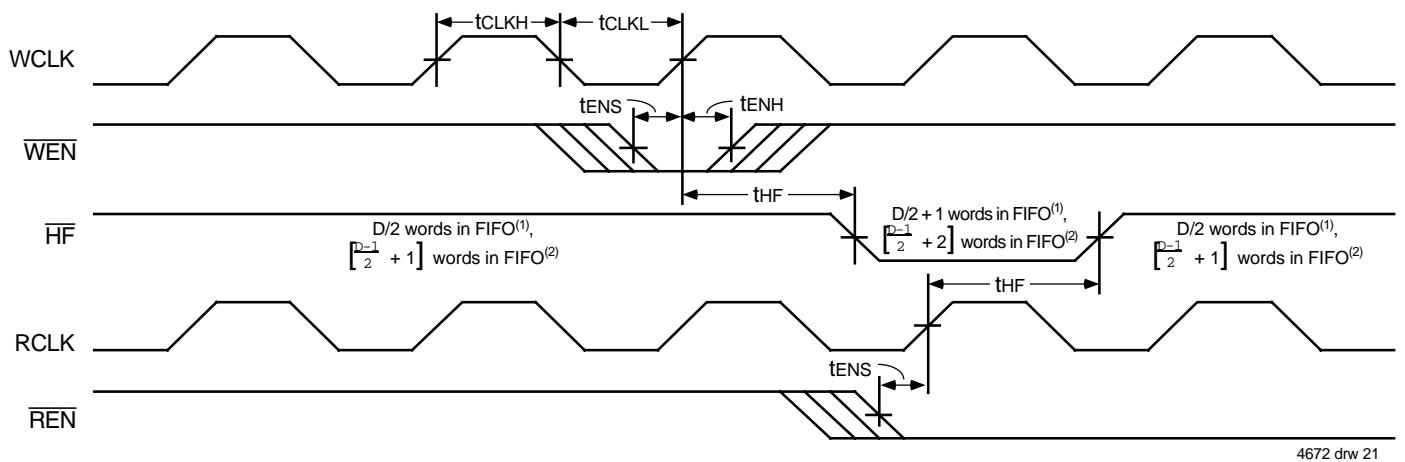 tCLKH
tCLKL
WCLK
tENS
tENH
WEN
tHF
HF
D/2 words in FIFO(1),
[D-1/2 + 1] words in FIFO(2)
D/2 + 1 words in FIFO(1),
[D-1/2 + 2] words in FIFO(2)
D/2 words in FIFO(1),
[D-1/2 + 1] words in FIFO(2)
tHF
RCLK
tENS
REN
4672 drw 21